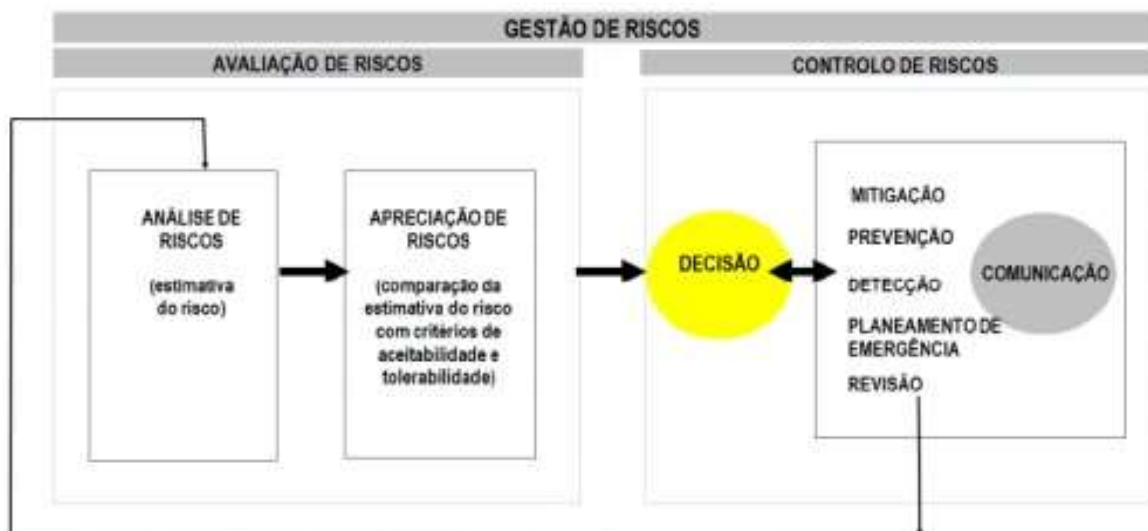 GESTÃO DE RISCOS
AVALIAÇÃO DE RISCOS
CONTROLO DE RISCOS
ANÁLISE DE
RISCOS
(estimativa
do risco)
APRECIAÇÃO DE
RISCOS
(comparação da
estimativa do risco
com critérios de
aceitabilidade e
tolerabilidade)
DECISÃO
MITIGAÇÃO
PREVENÇÃO
DETECÇÃO
PLANEAMENTO DE
EMERGÊNCIA
REVISÃO
COMUNICAÇÃO